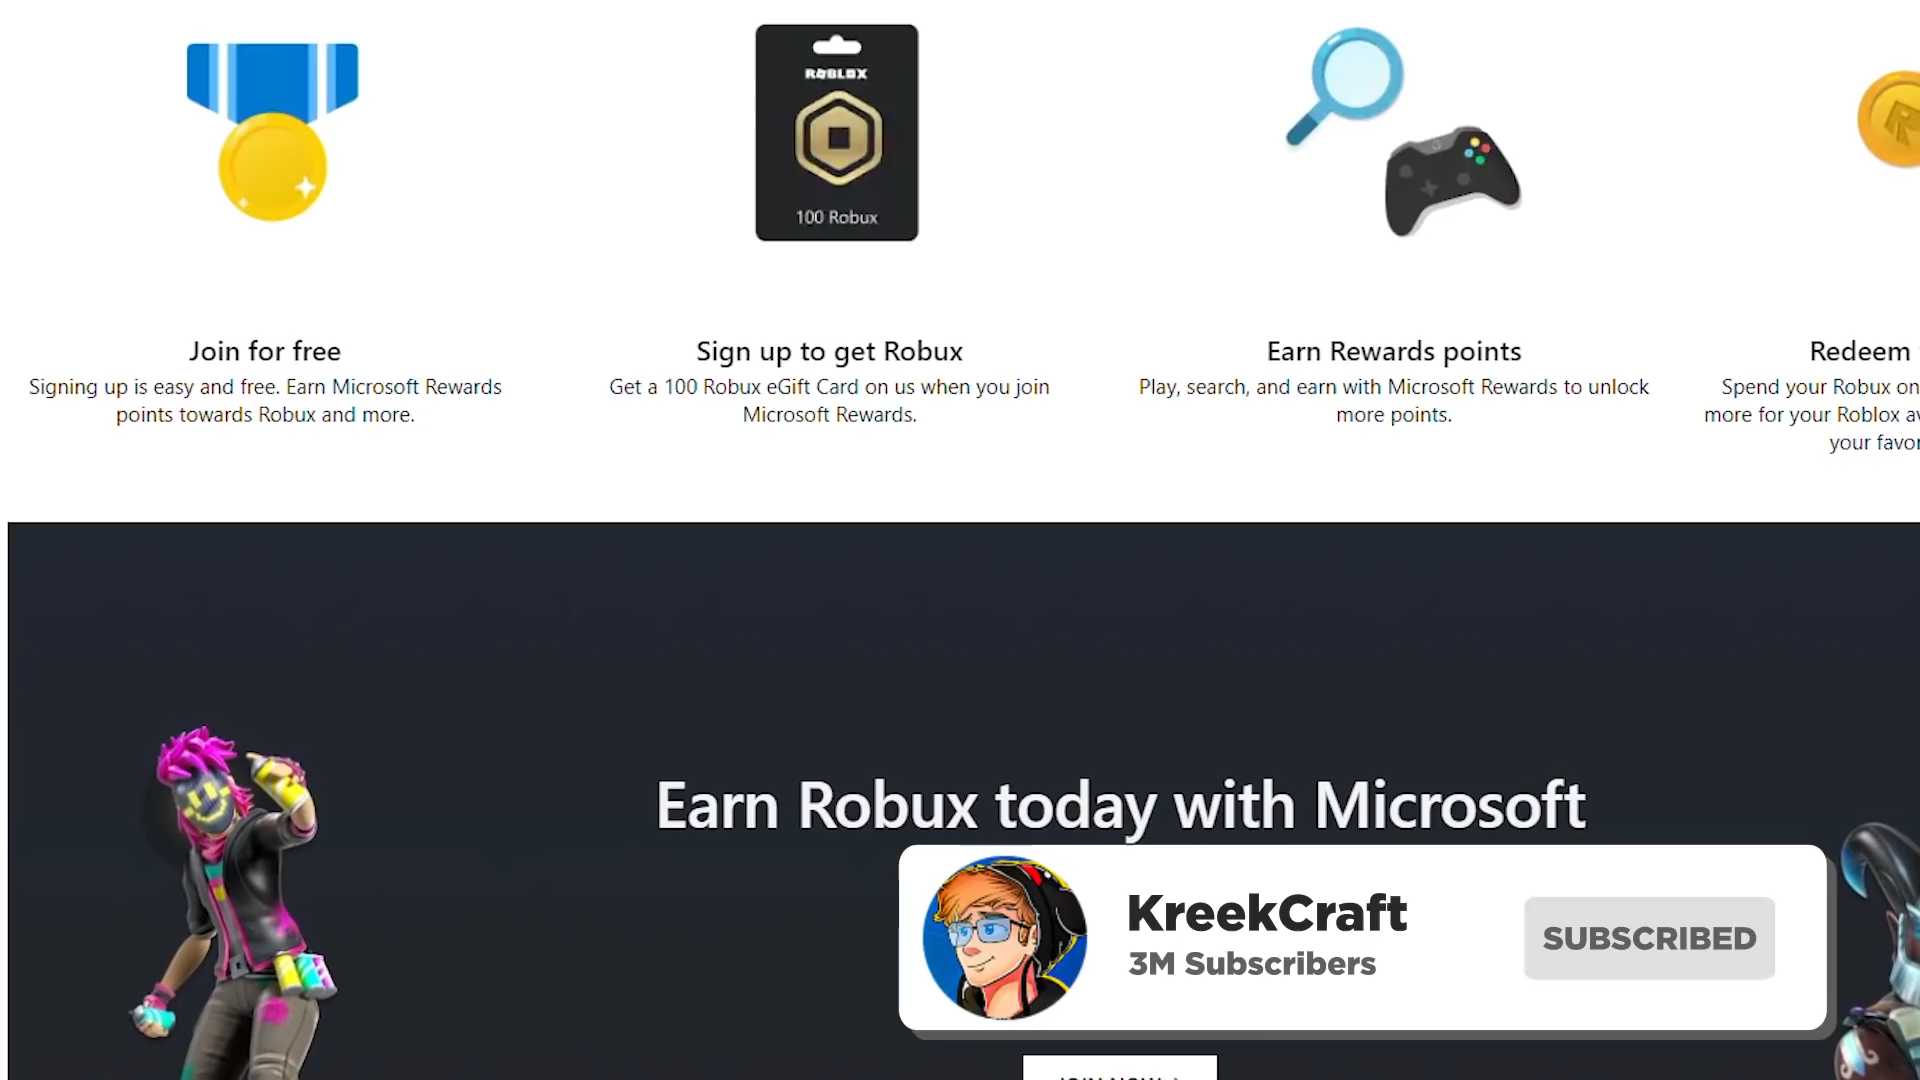 ROBLOX
100 Robux
Join for free
Signing up is easy and free. Earn Microsoft Rewards
points towards Robux and more.
Sign up to get Robux
Get a 100 Robux eGift Card on us when you join
Microsoft Rewards.
Earn Rewards points
Play, search, and earn with Microsoft Rewards to unlock
more points.
Redeem
Spend your Robux on
more for your Roblox
your
Earn Robux today with Microsoft
KreekCraft
3M Subscribers
SUBSCRIBED
JOIN NOW